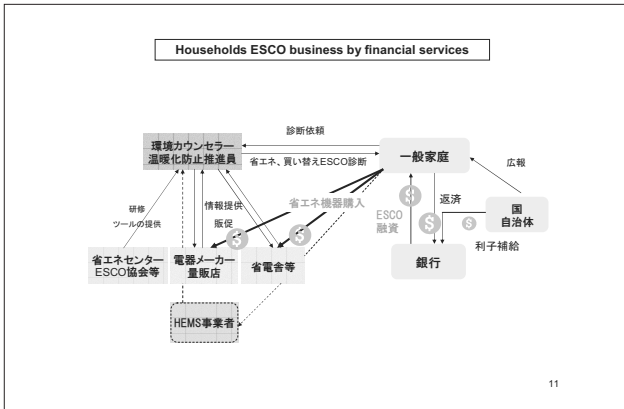 Households ESCO business by financial services
診断依頼
環境カウンセラー
温暖化防止推進員
省エネ、買い替えESCO診断
一般家庭
広報
研修
ツールの提供
情報提供
販促
省エネ機器購入
$
$
ESCO
融資
$
返済
$
$
国
自治体
利子補給
省エネセンター
ESCO協会等
電器メーカー
量販店
省電舎等
銀行
HEMS事業者
11